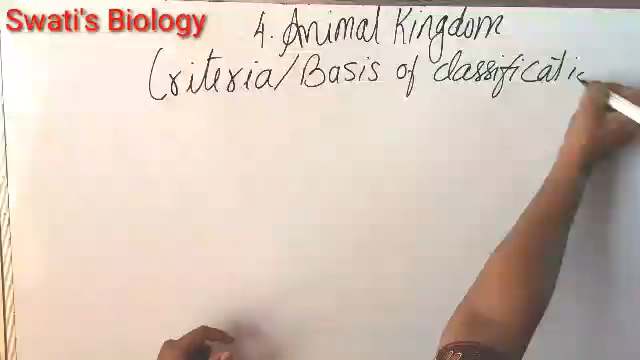 Swati's Biology
4. Animal Kingdom
Criteria/Basis of classificati